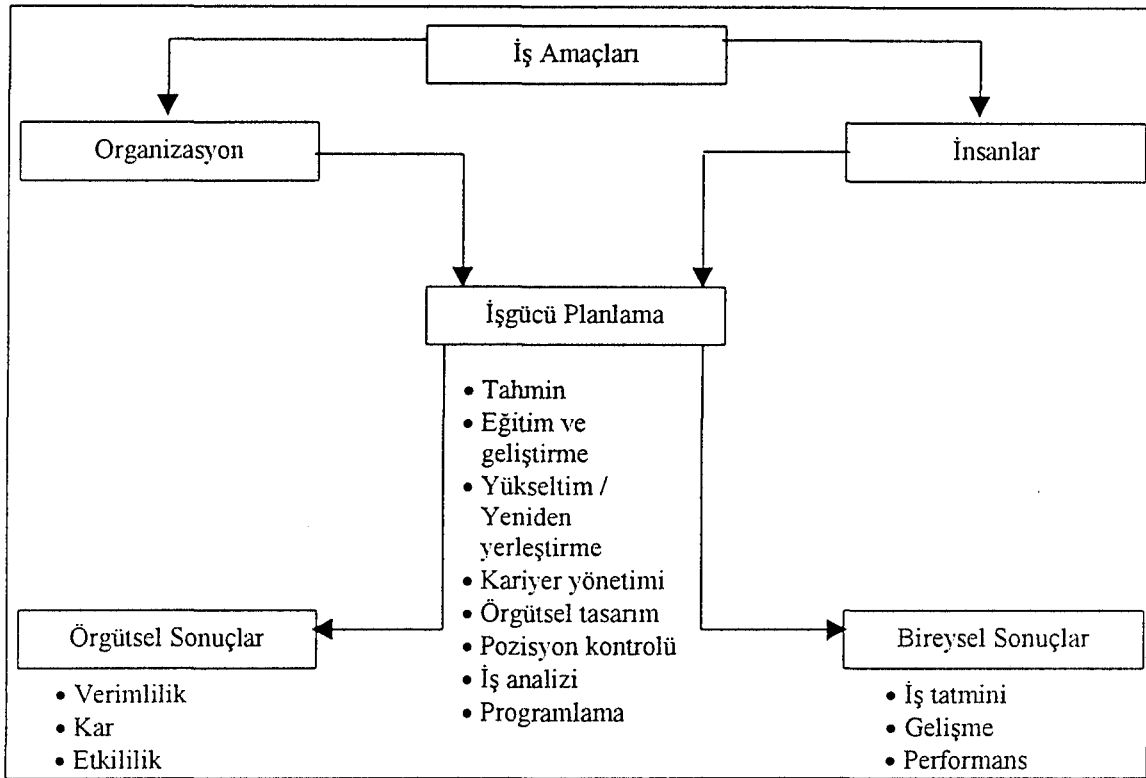 İş Amaçları
Organizasyon
İnsanlar
İşgücü Planlama
• Tahmin
• Eğitim ve
geliştirme
• Yükseltim /
Yeniden
yerleştirme
• Kariyer yönetimi
• Örgütsel tasarım
• Pozisyon kontrolü
• İş analizi
• Programlama
Örgütsel Sonuçlar
• Verimlilik
• Kar
• Etkililik
Bireysel Sonuçlar
• İş tatmini
• Gelişme
• Performans